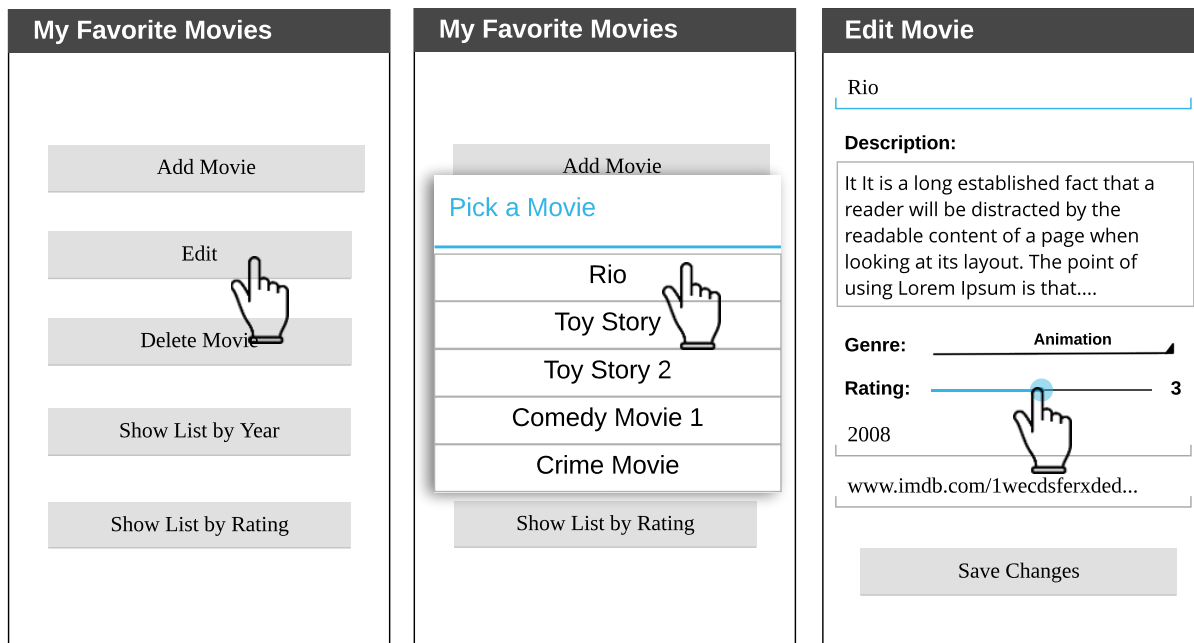 My Favorite Movies
Add Movie
Edit
Delete Movie
Show List by Year
Show List by Rating
My Favorite Movies
Add Movie
Pick a Movie
Rio
Toy Story
Toy Story 2
Comedy Movie 1
Crime Movie
Show List by Rating
Edit Movie
Rio
Description:
It It is a long established fact that a
reader will be distracted by the
readable content of a page when
looking at its layout. The point of
using Lorem Ipsum is that....
Genre: Animation
Rating: 3
2008
www.imdb.com/1wecdsferxded...
Save Changes